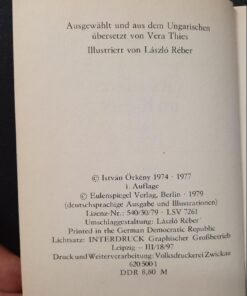 Ausgewählt und aus dem Ungarischen
übersetzt von Vera Thies
Illustriert von László Réber
© István Örkény 1974 · 1977
1. Auflage
© Eulenspiegel Verlag, Berlin · 1979
(deutschsprachige Ausgabe und Illustrationen)
Lizenz-Nr.: 540/30/79 · LSV 7261
Umschlaggestaltung: László Réber
Printed in the German Democratic Republic
Lichtsatz: INTERDRUCK Graphischer Großbetrieb
Leipzig – III/18/97
Druck und Weiterverarbeitung: Volksdruckerei Zwickau
620 500 1
DDR 8,80 M